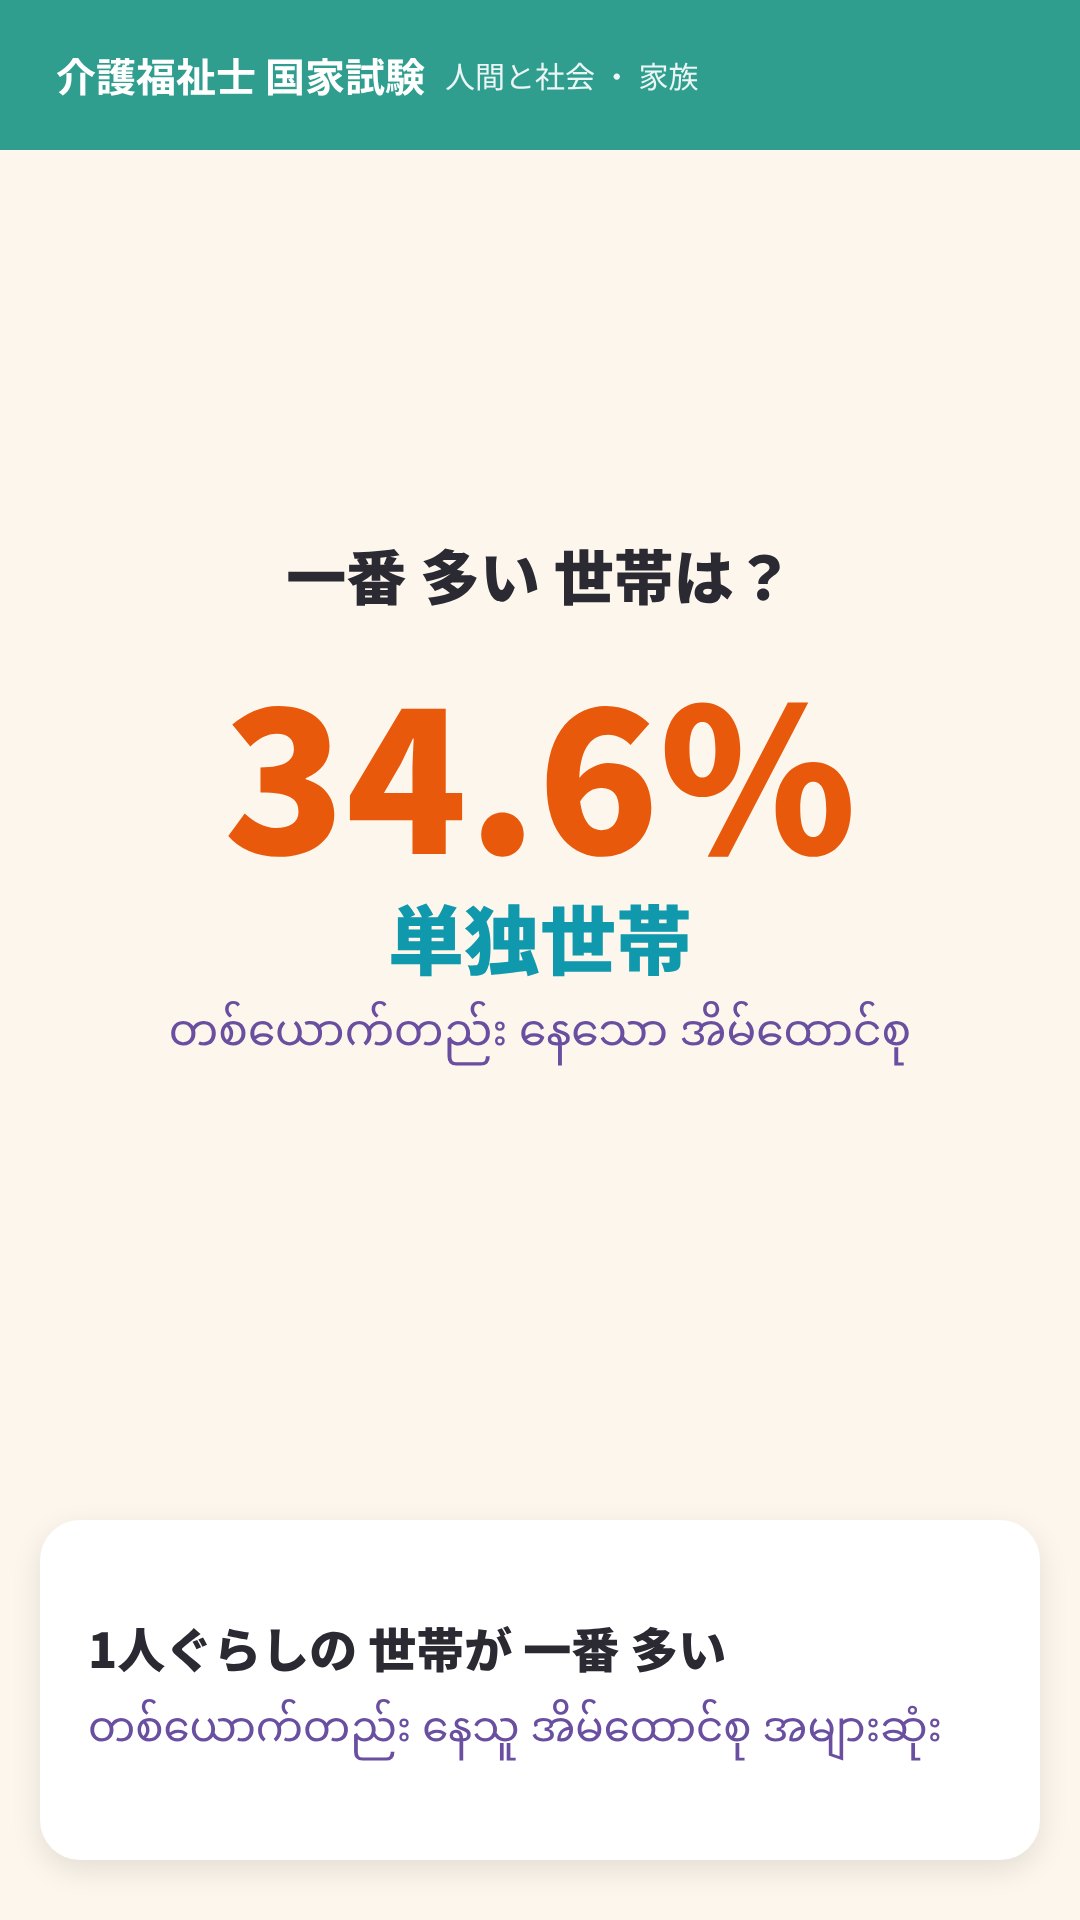 介護福祉士 国家試験 人間と社会 ・ 家族
一番 多い 世帯は？
34.6%
単独世帯
တစ်ယောက်တည်း နေသော အိမ်ထောင်စု
1人ぐらしの 世帯が 一番 多い
တစ်ယောက်တည်း နေသူ အိမ်ထောင်စု အများဆုံး